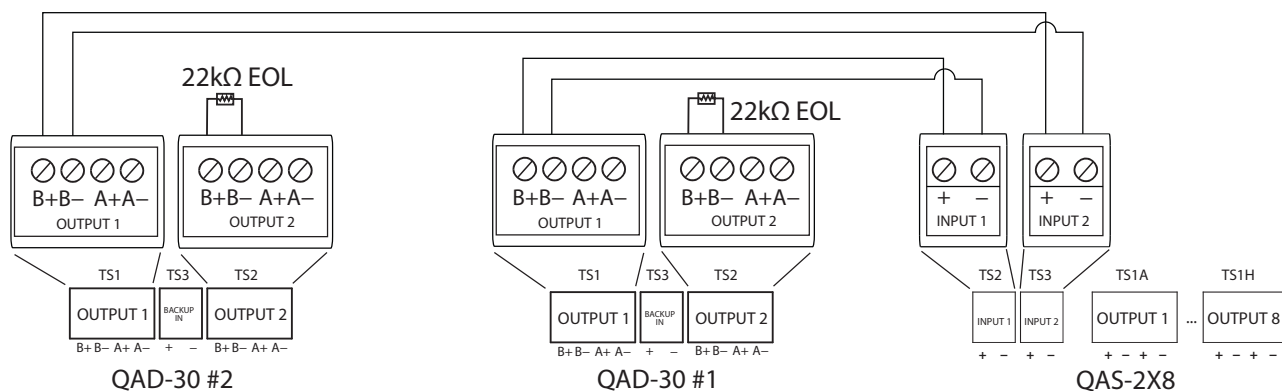 22kΩ EOL
22kΩ EOL
B+B− A+A−
OUTPUT 1
B+B− A+A−
OUTPUT 2
B+B− A+A−
OUTPUT 1
B+B− A+A−
OUTPUT 2
+ −
INPUT 1
+ −
INPUT 2
TS1 TS3 TS2
TS1 TS3 TS2
TS2 TS3 TS1A TS1H
OUTPUT 1
BACKUP
IN
OUTPUT 2
OUTPUT 1
BACKUP
IN
OUTPUT 2
INPUT 1
INPUT 2
OUTPUT 1
...
OUTPUT 8
B+B− A+ A− + − B+B− A+ A−
B+B− A+ A− + − B+B− A+ A−
+ − + − + − + − + − + −
QAD-30 #2
QAD-30 #1
QAS-2X8